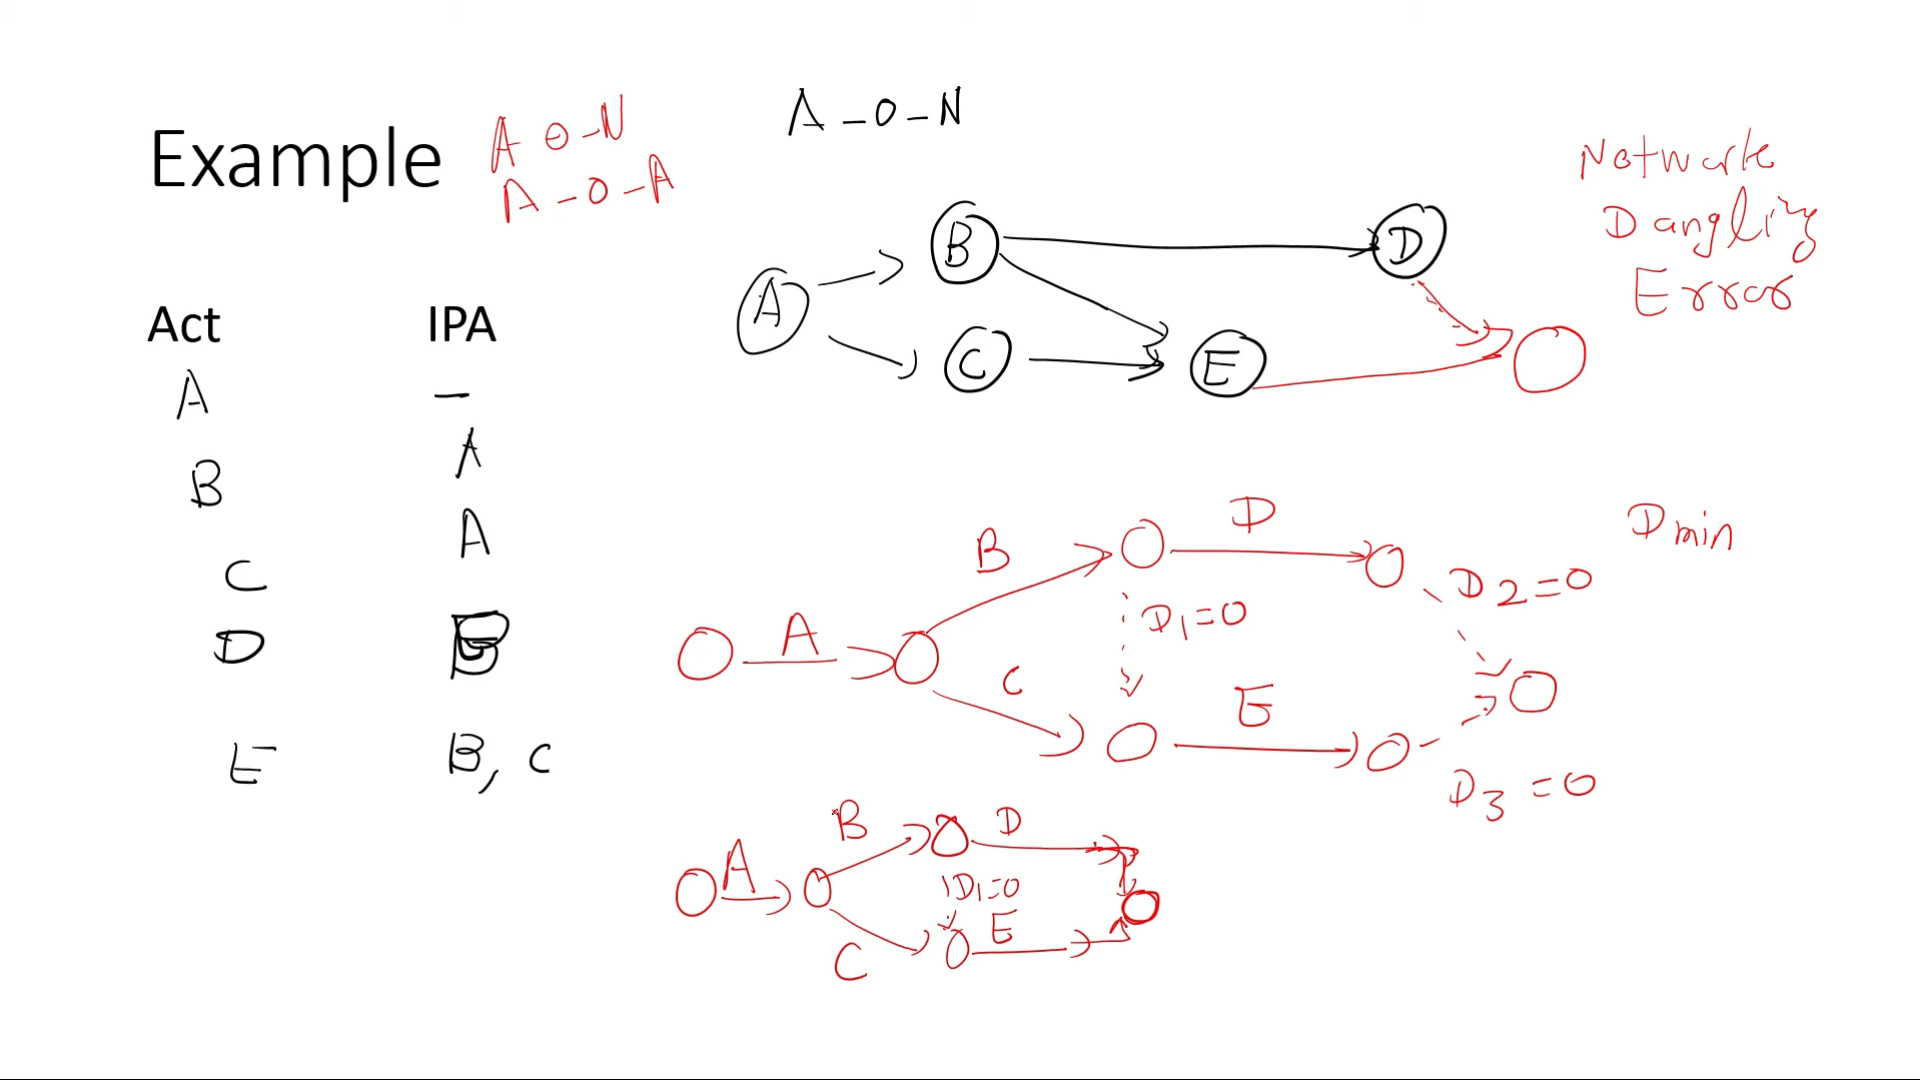 Example
A O-N
A-O-A
A-O-N
Act IPA
A –
B A
C A
D B
E B, C
A
B
C
D
E
Network
Dangling
Error
A
B
C
D
E
D1=0
D2=0
D3=0
Dmin
A
B
C
D
E
D1=0